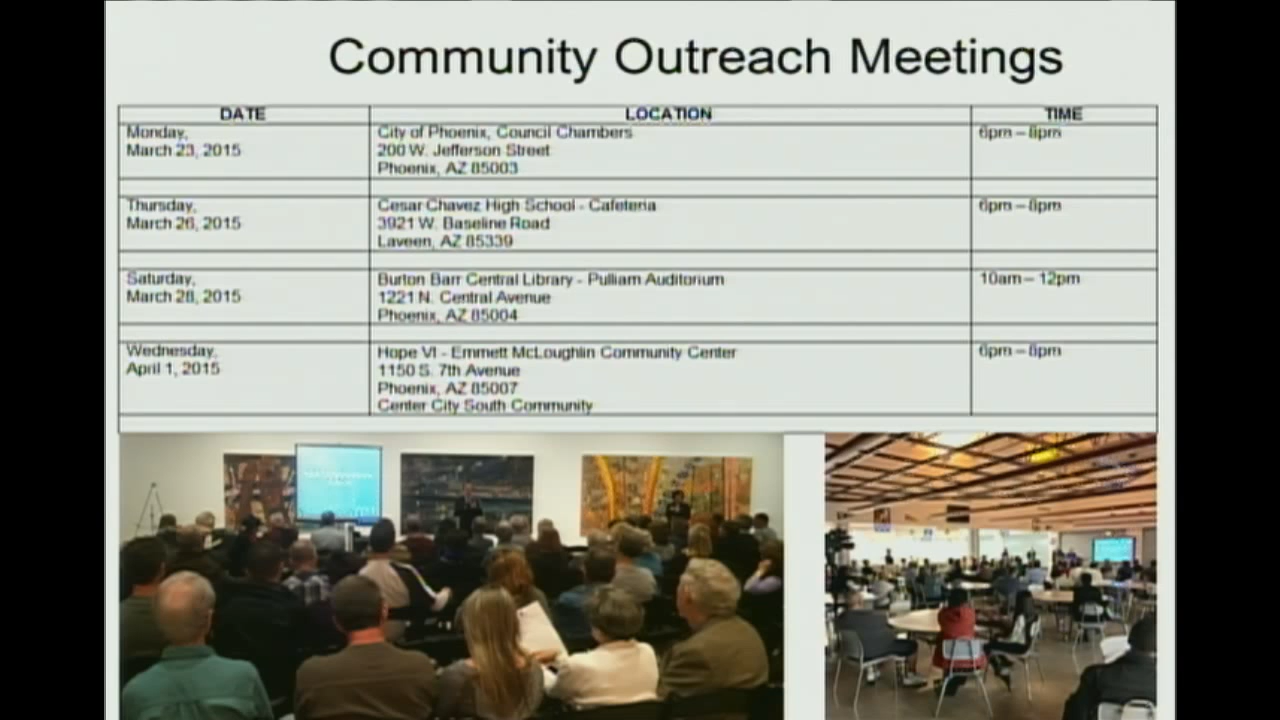 Community Outreach Meetings
DATE LOCATION TIME
Monday, City of Phoenix, Council Chambers 6pm – 8pm
March 23, 2015 200 W. Jefferson Street
Phoenix, AZ 85003
Thursday, Cesar Chavez High School - Cafeteria 6pm – 8pm
March 26, 2015 3921 W. Baseline Road
Laveen, AZ 85339
Saturday, Burton Barr Central Library - Pulliam Auditorium 10am – 12pm
March 28, 2015 1221 N. Central Avenue
Phoenix, AZ 85004
Wednesday, Hope VI - Emmett McLoughlin Community Center 6pm – 8pm
April 1, 2015 1150 S. 7th Avenue
Phoenix, AZ 85007
Center City South Community